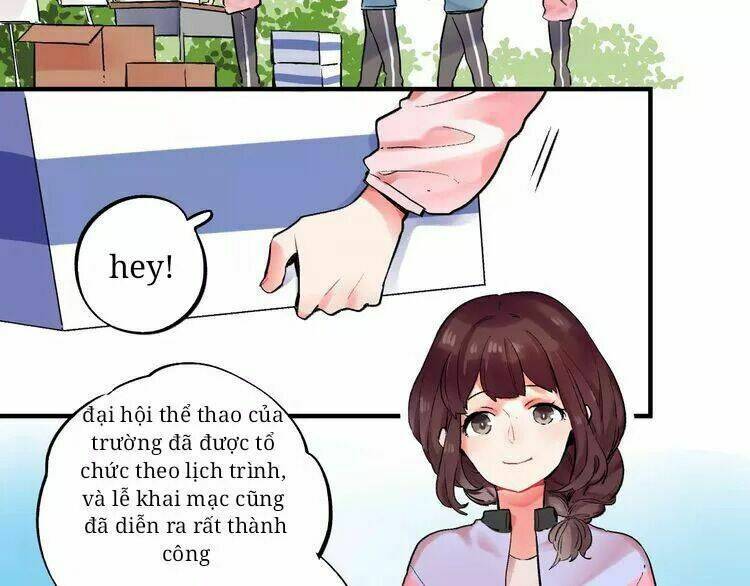 hey!
đại hội thể thao của
trường đã được tổ
chức theo lịch trình,
và lễ khai mạc cũng
đã diễn ra rất thành
công